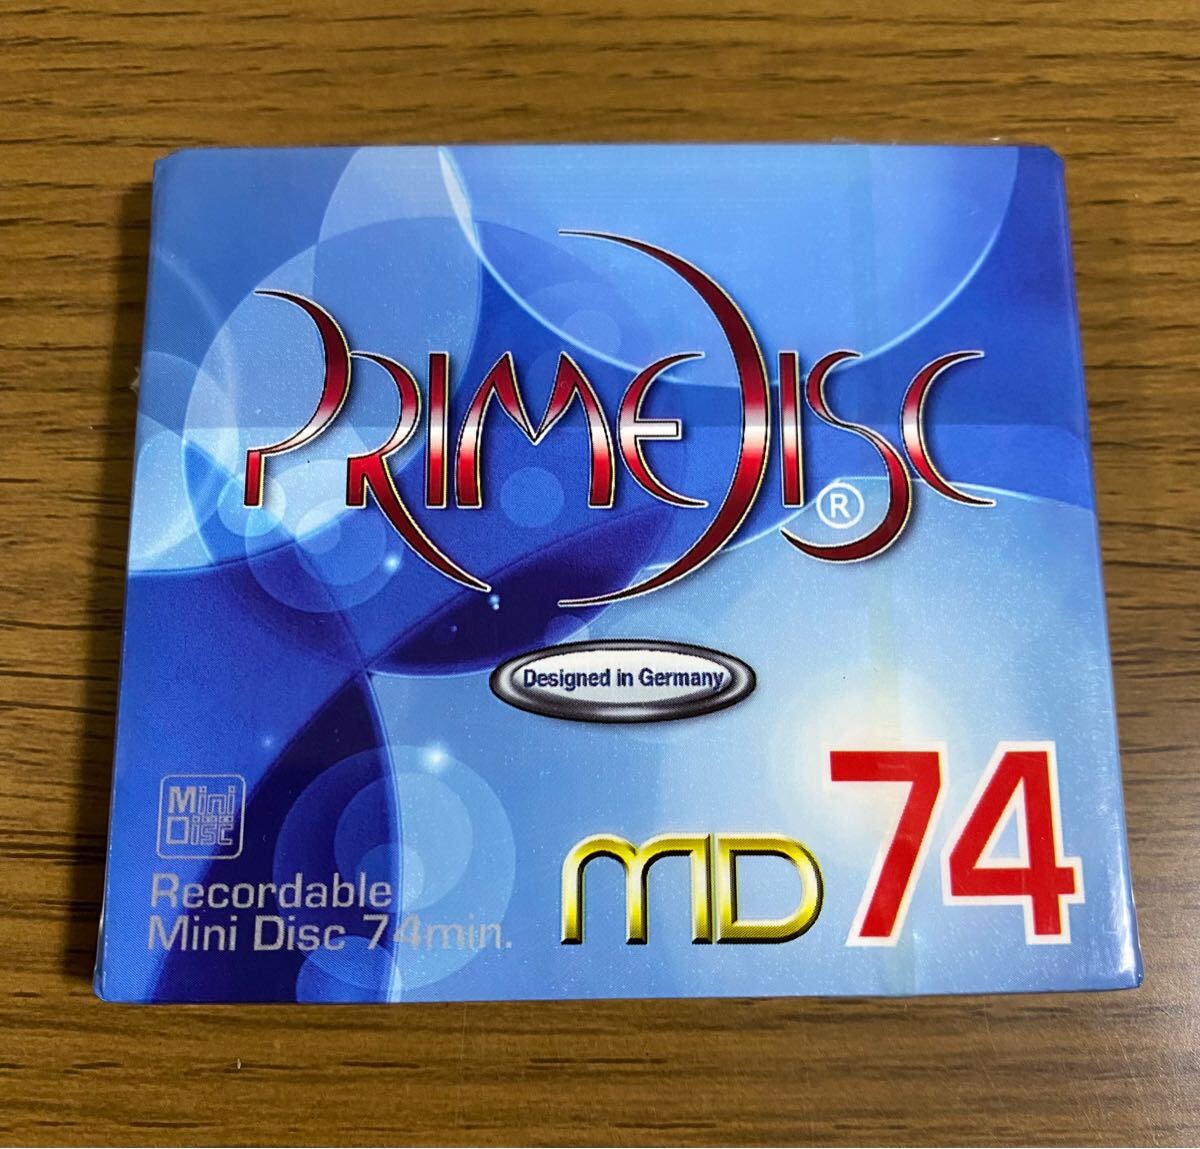 PRIMEDISC ®
Designed in Germany
Mini
Disc
Recordable
Mini Disc 74min.
MD 74